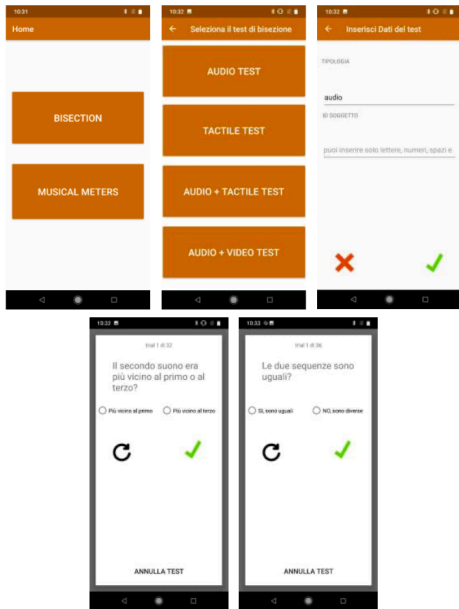 10:31
Home
BISECTION
MUSICAL METERS
10:32
Seleziona il test di bisezione
AUDIO TEST
TACTILE TEST
AUDIO + TACTILE TEST
AUDIO + VIDEO TEST
10:32
Inserisci Dati del test
TIPOLOGIA
audio
ID SOGGETTO
puoi inserire solo lettere, numeri, spazi e
10:32
trial 1 di 32
Il secondo suono era
più vicino al primo o al
terzo?
Più vicino al primo
Più vicino al terzo
ANNULLA TEST
10:33
trial 1 di 36
Le due sequenze sono
uguali?
SI, sono uguali
NO, sono diverse
ANNULLA TEST